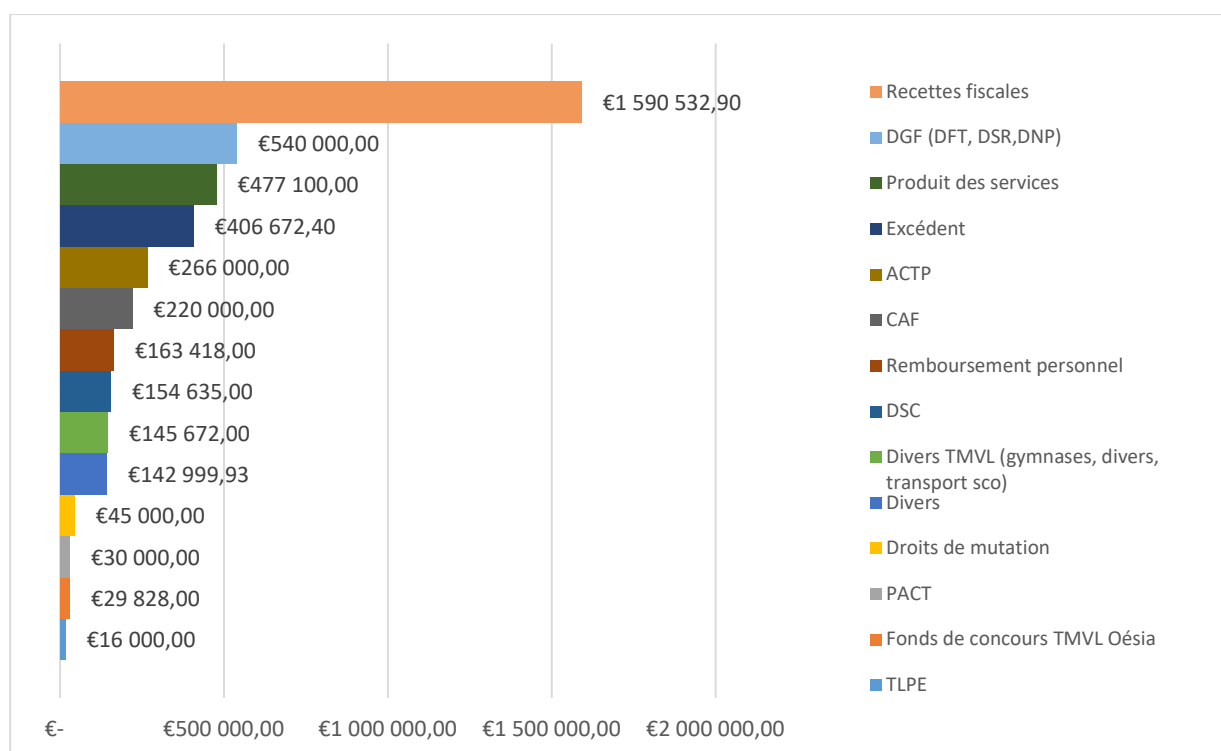 €1 590 532,90
€540 000,00
€477 100,00
€406 672,40
€266 000,00
€220 000,00
€163 418,00
€154 635,00
€145 672,00
€142 999,93
€45 000,00
€30 000,00
€29 828,00
€16 000,00
€- €500 000,00 €1 000 000,00 €1 500 000,00 €2 000 000,00
Recettes fiscales
DGF (DFT, DSR,DNP)
Produit des services
Excédent
ACTP
CAF
Remboursement personnel
DSC
Divers TMVL (gymnases, divers,
transport sco)
Divers
Droits de mutation
PACT
Fonds de concours TMVL Oésia
TLPE